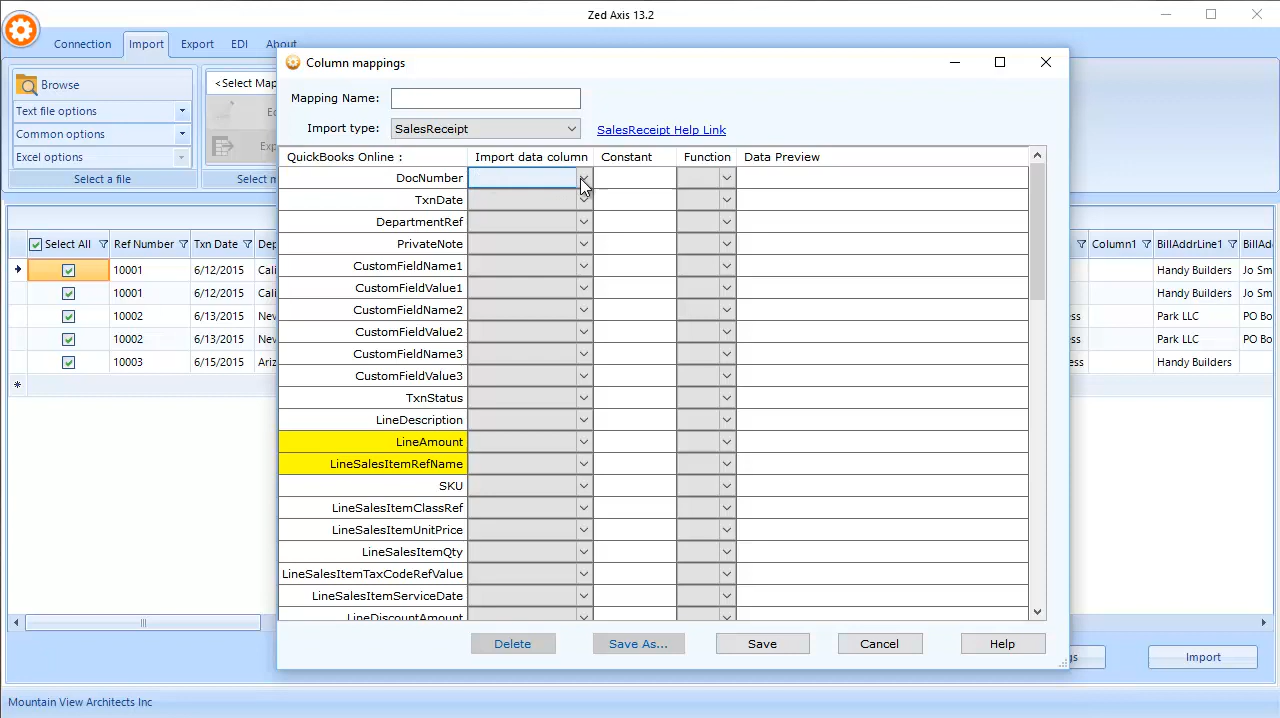 Zed Axis 13.2
Connection Import Export EDI About
Column mappings
Browse
<Select Map
Mapping Name:
Text file options
Import type: SalesReceipt SalesReceipt Help Link
Common options
Excel options
QuickBooks Online : Import data column Constant Function Data Preview
Select a file
DocNumber
TxnDate
DepartmentRef
PrivateNote
CustomFieldName1
CustomFieldValue1
CustomFieldName2
CustomFieldValue2
CustomFieldName3
CustomFieldValue3
TxnStatus
LineDescription
LineAmount
LineSalesItemRefName
SKU
LineSalesItemClassRef
LineSalesItemUnitPrice
LineSalesItemQty
LineSalesItemTaxCodeRefValue
LineSalesItemServiceDate
LineDiscountAmount
Delete Save As... Save Cancel Help
Select All Ref Number Txn Date De Column1 BillAddrLine1 BillAd
10001 6/12/2015 Cali Handy Builders Jo Sm
10001 6/12/2015 Cali Handy Builders Jo Sm
10002 6/13/2015 Nev ess Park LLC PO Bo
10002 6/13/2015 Nev ess Park LLC PO Bo
10003 6/15/2015 Ariz ess Handy Builders
gs Import
Mountain View Architects Inc